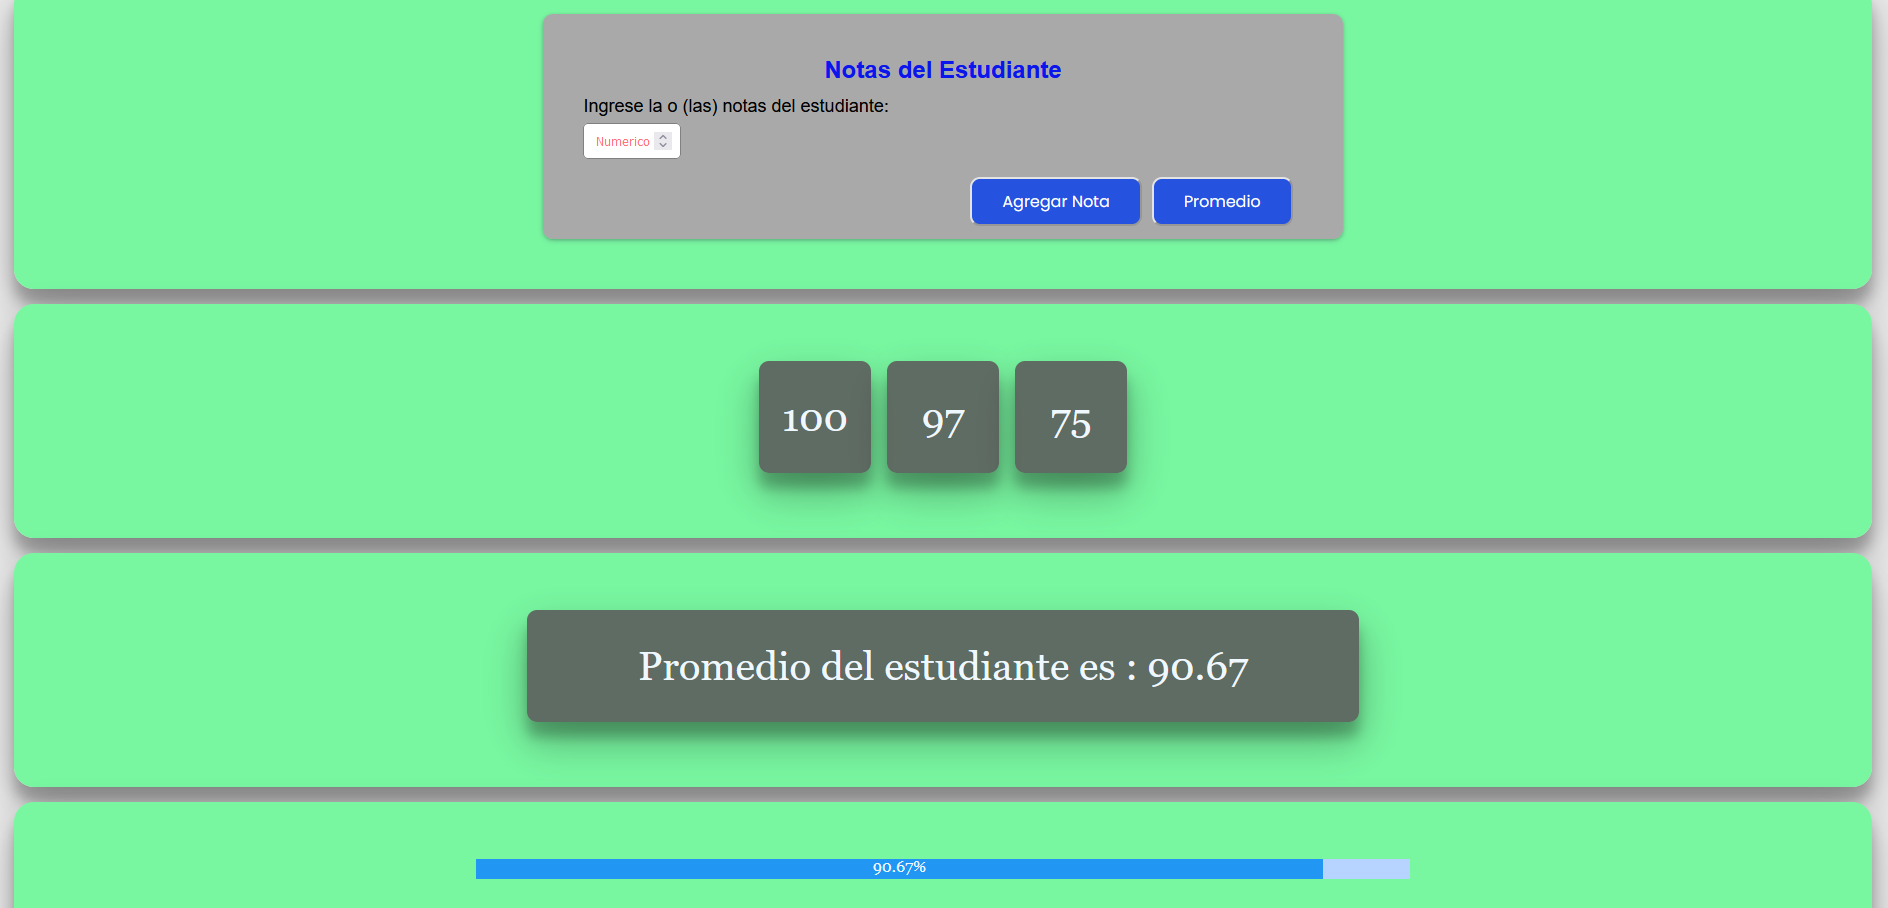 Notas del Estudiante
Ingrese la o (las) notas del estudiante:
Numerico
Agregar Nota Promedio
100 97 75
Promedio del estudiante es : 90.67
90.67%